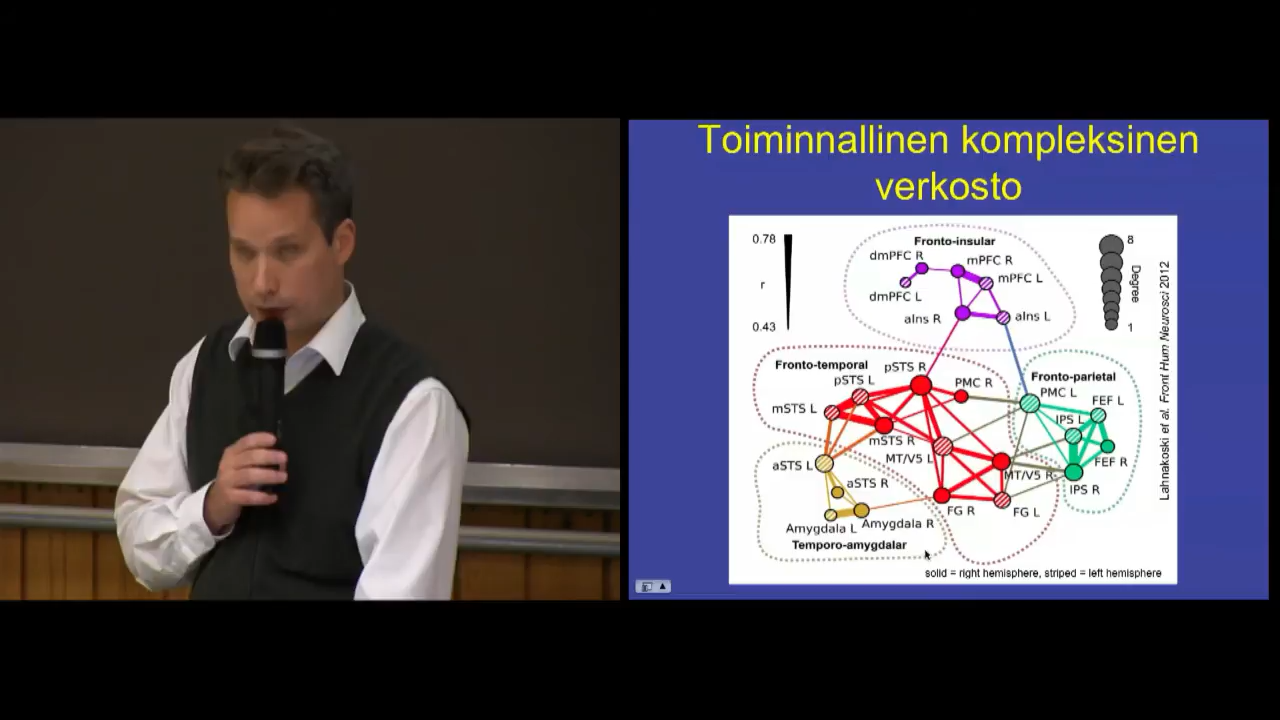 Toiminnallinen kompleksinen
verkosto
0.78
r
0.43
Fronto-insular
dmPFC R
mPFC R
mPFC L
dmPFC L
aIns R
aIns L
8
Degree
1
Fronto-temporal
pSTS R
pSTS L
PMC R
mSTS L
mSTS R
MT/V5 L
MT/V5 R
FG R
FG L
Fronto-parietal
PMC L
FEF L
IPS L
FEF R
IPS R
aSTS L
aSTS R
Amygdala L
Amygdala R
Temporo-amygdalar
solid = right hemisphere, striped = left hemisphere
Lahnakoski et al. Front Hum Neurosci 2012